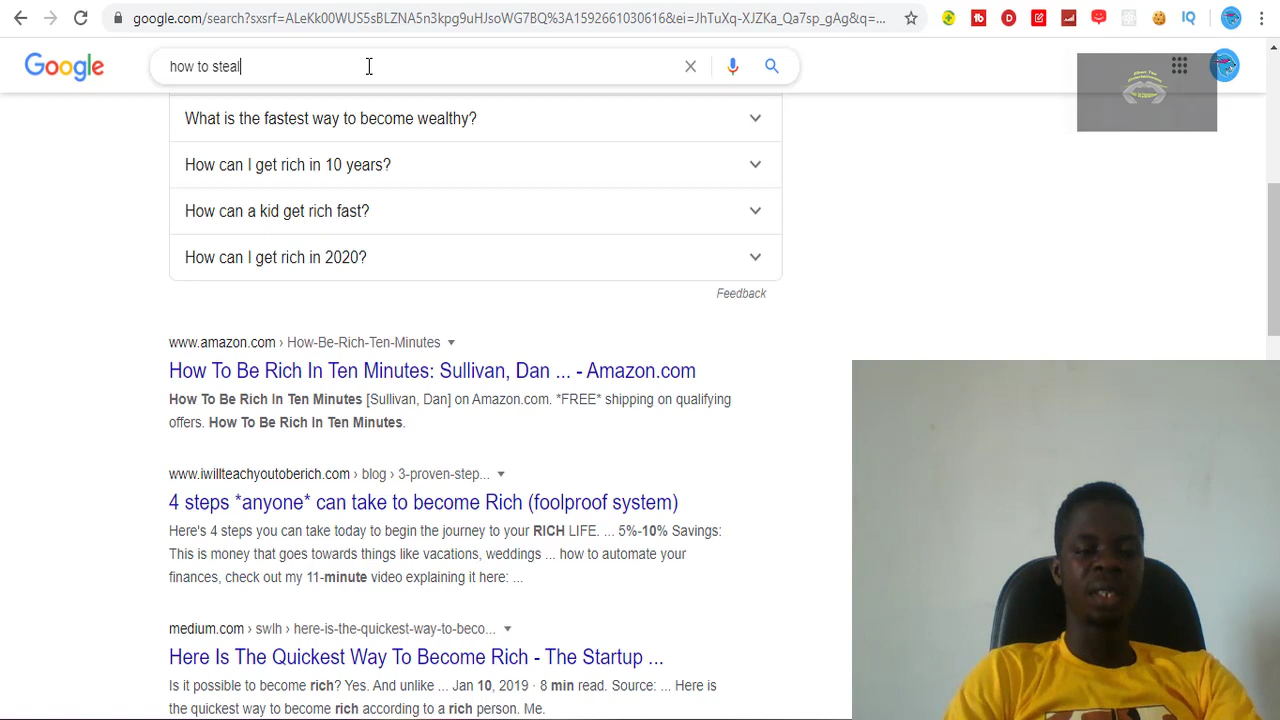 google.com/search?sxsrf=ALeKk00WUS5sBLZlJA5n3kpg9uHJsoWG7BQ%3A1592661030616&ei=JhTuXq-XJZKa_Qa7sp_gAg&q=...
Google
how to steal
What is the fastest way to become wealthy?
How can I get rich in 10 years?
How can a kid get rich fast?
How can I get rich in 2020?
Feedback
www.amazon.com › How-Be-Rich-Ten-Minutes
How To Be Rich In Ten Minutes: Sullivan, Dan ... - Amazon.com
How To Be Rich In Ten Minutes [Sullivan, Dan] on Amazon.com. *FREE* shipping on qualifying
offers. How To Be Rich In Ten Minutes.
www.iwillteachyoutoberich.com › blog › 3-proven-step...
4 steps *anyone* can take to become Rich (foolproof system)
Here's 4 steps you can take today to begin the journey to your RICH LIFE. ... 5%-10% Savings:
This is money that goes towards things like vacations, weddings ... how to automate your
finances, check out my 11-minute video explaining it here: ...
medium.com › swlh › here-is-the-quickest-way-to-beco...
Here Is The Quickest Way To Become Rich - The Startup ...
Is it possible to become rich? Yes. And unlike ... Jan 10, 2019 · 8 min read. Source: ... Here is
the quickest way to become rich according to a rich person. Me.